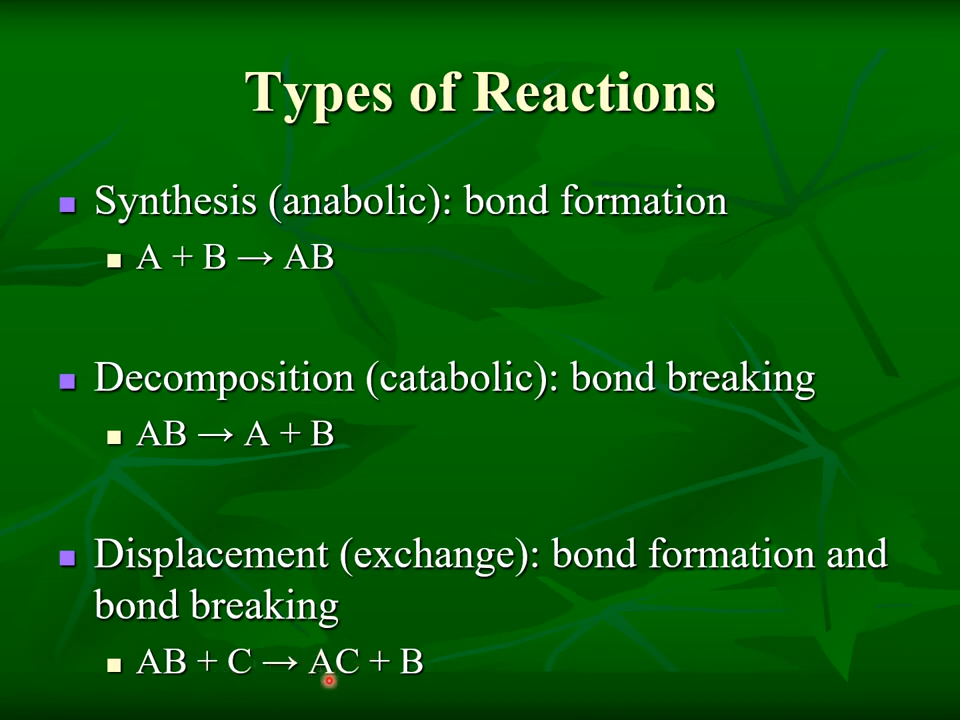 Types of Reactions
Synthesis (anabolic): bond formation
A + B → AB
Decomposition (catabolic): bond breaking
AB → A + B
Displacement (exchange): bond formation and
bond breaking
AB + C → AC + B